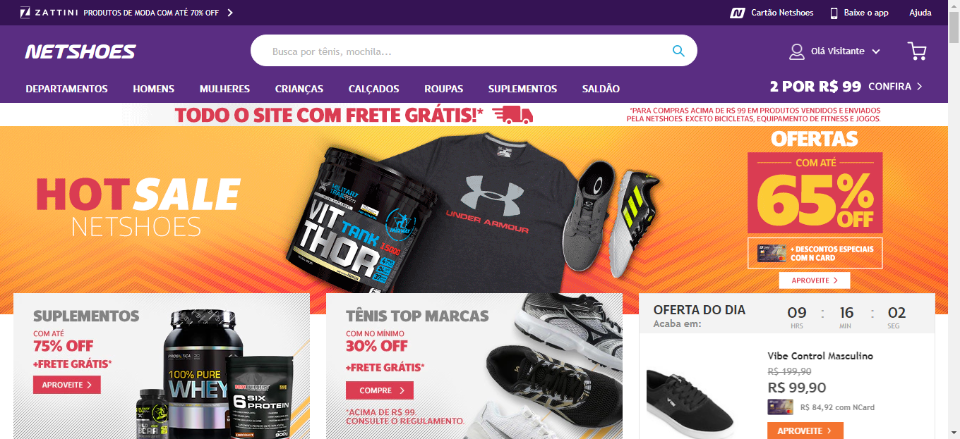 ZATTINI PRODUTOS DE MODA COM ATÉ 70% OFF
Cartão Netshoes
Baixe o app
Ajuda
NETSHOES
Busca por tênis, mochila...
Olá Visitante
DEPARTAMENTOS HOMENS MULHERES CRIANÇAS CALÇADOS ROUPAS SUPLEMENTOS SALDÃO
2 POR R$ 99 CONFIRA
TODO O SITE COM FRETE GRÁTIS!*
*PARA COMPRAS ACIMA DE R$ 99 EM PRODUTOS VENDIDOS E ENVIADOS
PELA NETSHOES. EXCETO BICICLETAS, EQUIPAMENTO DE FITNESS E JOGOS.
HOT SALE
NETSHOES
MILITARY
VIT
TANK
THOR
UNDER ARMOUR
OFERTAS
COM ATÉ
65%
OFF
+ DESCONTOS ESPECIAIS
COM N CARD
APROVEITE
SUPLEMENTOS
COM ATÉ
75% OFF
+FRETE GRÁTIS*
APROVEITE
100% PURE
WHEY
6 SIX
PROTEIN
TÊNIS TOP MARCAS
COM NO MÍNIMO
30% OFF
+FRETE GRÁTIS*
COMPRE
*ACIMA DE R$ 99.
CONSULTE O REGULAMENTO.
OFERTA DO DIA
Acaba em:
09 : 16 : 02
HRS MIN SEG
Vibe Control Masculino
R$ 199,90
R$ 99,90
R$ 84,92 com NCard
APROVEITE